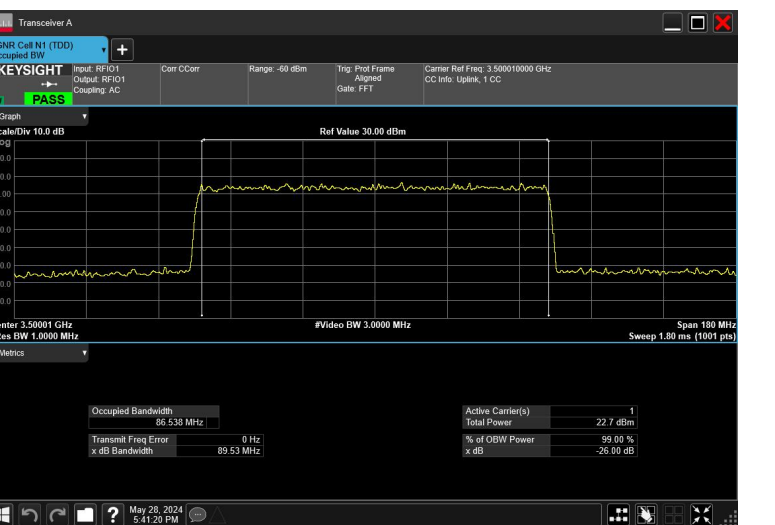 Transceiver A
GNR Cell N1 (TDD)
Occupied BW
KEYSIGHT
PASS
Input: RFIO1
Output: RFIO1
Coupling: AC
Corr CCorr
Range: -60 dBm
Trig: Prot Frame
Aligned
Gate: FFT
Carrier Ref Freq: 3.500010000 GHz
CC Info: Uplink, 1 CC
Graph
Scale/Div 10.0 dB
Ref Value 30.00 dBm
Center 3.50001 GHz
Res BW 1.0000 MHz
#Video BW 3.0000 MHz
Span 180 MHz
Sweep 1.80 ms (1001 pts)
Metrics
Occupied Bandwidth
86.538 MHz
Transmit Freq Error 0 Hz
x dB Bandwidth 89.53 MHz
Active Carrier(s) 1
Total Power 22.7 dBm
% of OBW Power 99.00 %
x dB -26.00 dB
May 28, 2024
5:41:20 PM